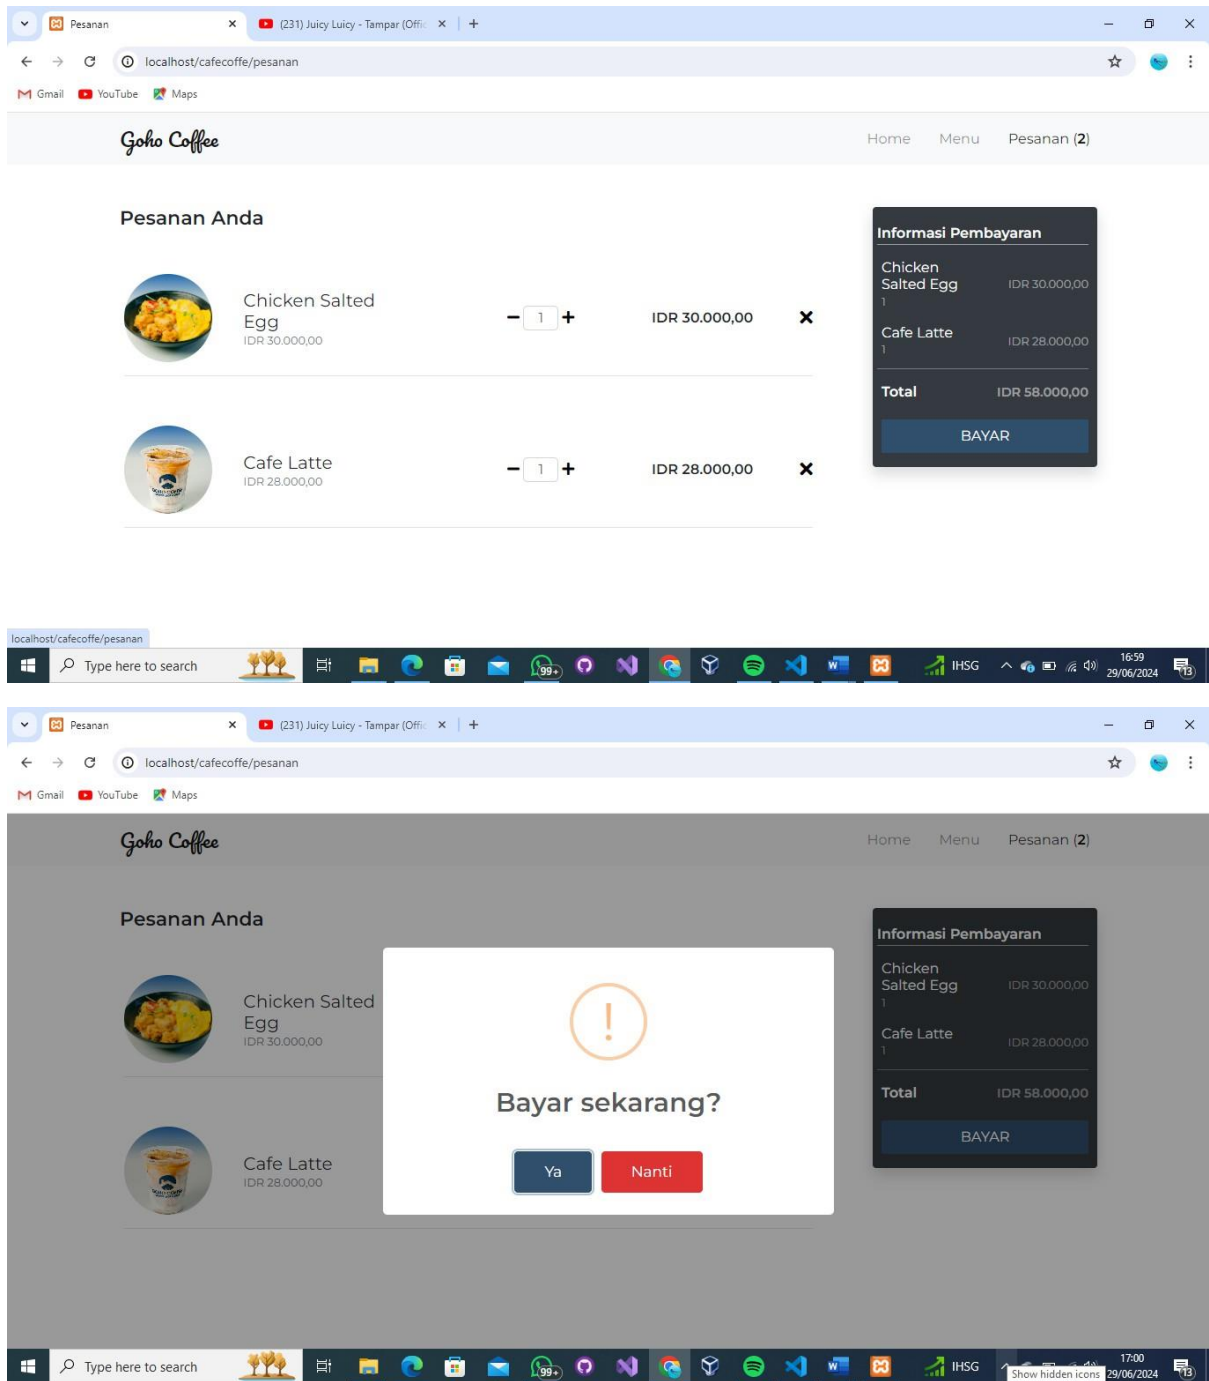 Pesanan
(231) Juicy Luicy - Tampar (Offic
localhost/cafecoffe/pesanan
Gmail YouTube Maps
Goho Coffee
Home Menu Pesanan (2)
Pesanan Anda
Chicken Salted
Egg
IDR 30.000,00
1
IDR 30.000,00
Cafe Latte
IDR 28.000,00
1
IDR 28.000,00
Informasi Pembayaran
Chicken
Salted Egg
IDR 30.000,00
1
Cafe Latte
IDR 28.000,00
1
Total IDR 58.000,00
BAYAR
localhost/cafecoffe/pesanan
Type here to search
99+
IHSG
16:59
29/06/2024
13
Pesanan
(231) Juicy Luicy - Tampar (Offic
localhost/cafecoffe/pesanan
Gmail YouTube Maps
Goho Coffee
Home Menu Pesanan (2)
Pesanan Anda
Chicken Salted
Egg
IDR 30.000,00
Cafe Latte
IDR 28.000,00
Bayar sekarang?
Ya Nanti
Informasi Pembayaran
Chicken
Salted Egg
IDR 30.000,00
1
Cafe Latte
IDR 28.000,00
1
Total IDR 58.000,00
BAYAR
Type here to search
99+
IHSG
Show hidden icons
17:00
29/06/2024
13